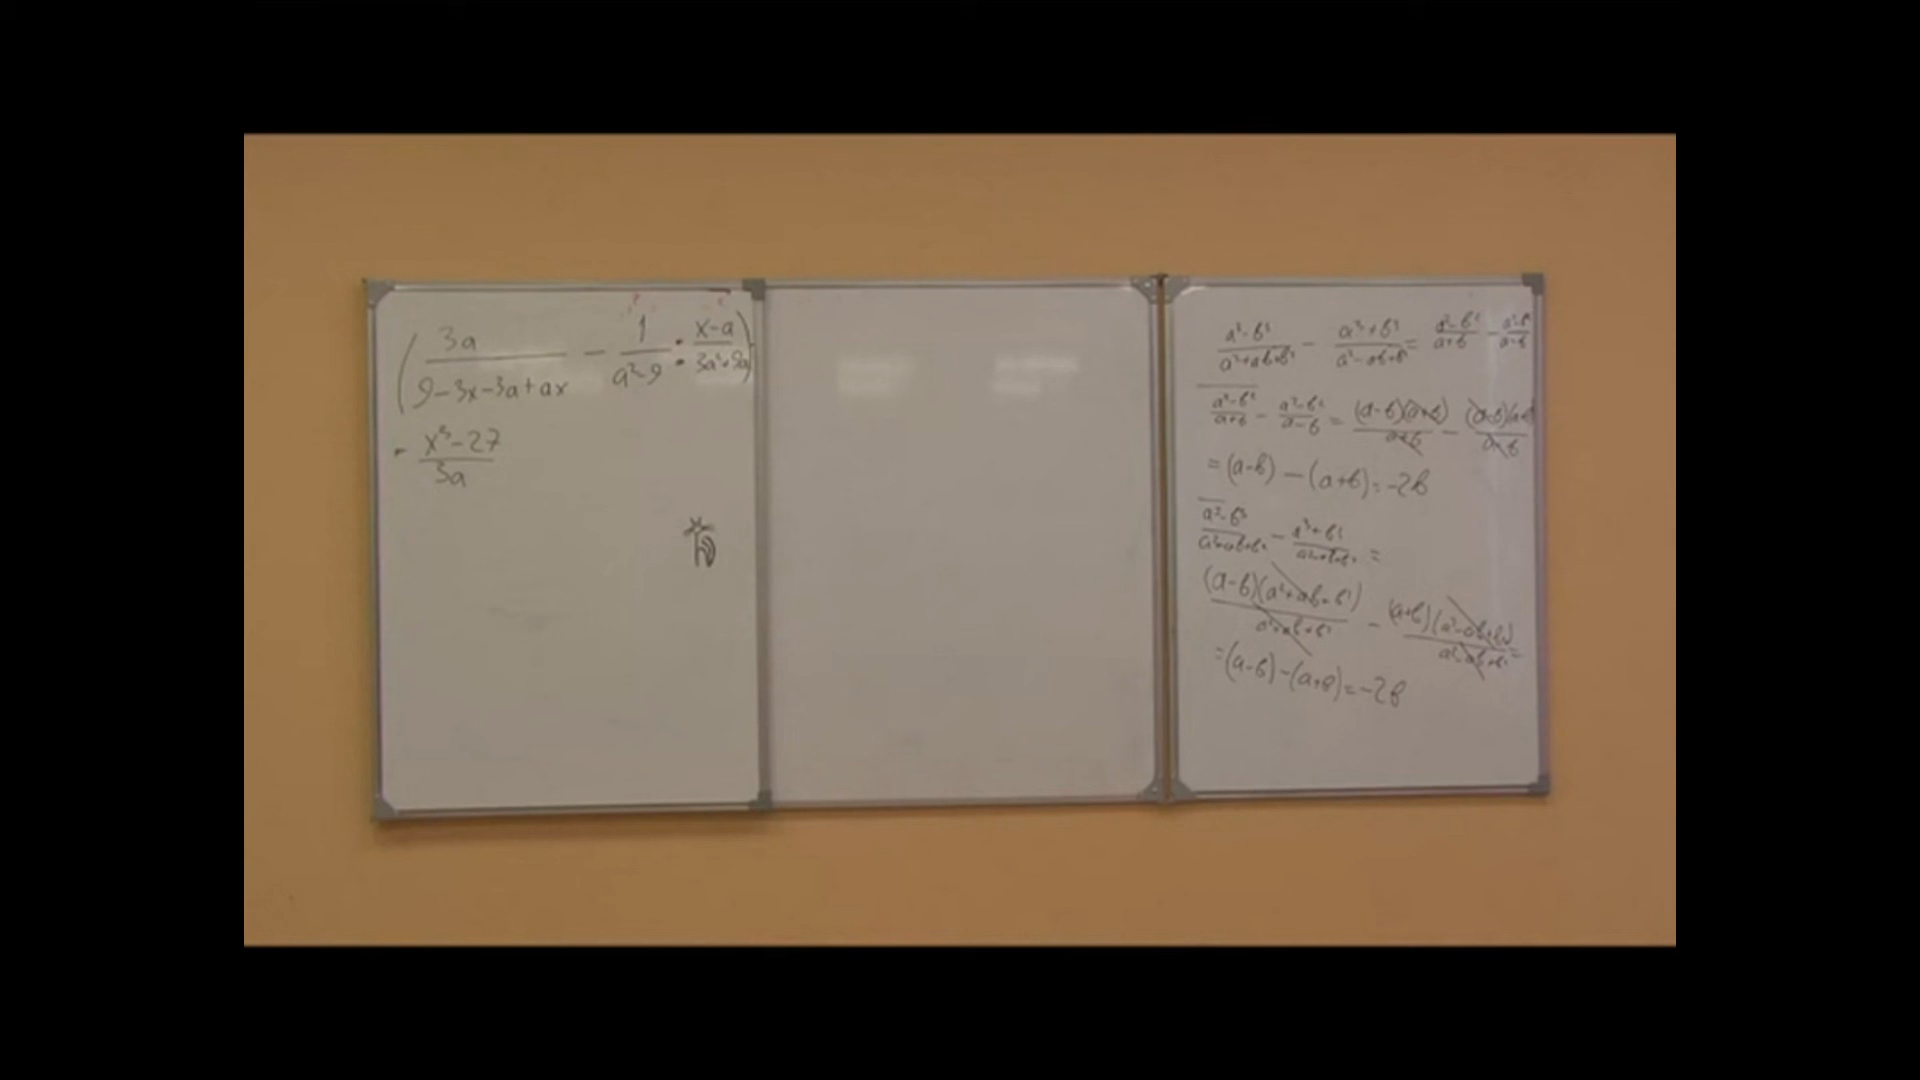 (3a/(9-3x-3a+ax) - 1/(a²-9) : (x-a)/(3a²+9a))
· (x³-27)/3a
(a³-b³)/(a²+ab+b²) - (a³+b³)/(a²-ab+b²) = (a²-b²)/(a+b) - (a²-b²)/(a-b)
(a²-b²)/(a+b) - (a²-b²)/(a-b) = (a-b)(a+b)/(a+b) - (a-b)(a+b)/(a-b)
= (a-b) - (a+b) = -2b
(a³-b³)/(a²+ab+b²) - (a³+b³)/(a²-ab+b²) =
(a-b)(a²+ab+b²)/(a²+ab+b²) - (a+b)(a²-ab+b²)/(a²-ab+b²) =
= (a-b) - (a+b) = -2b